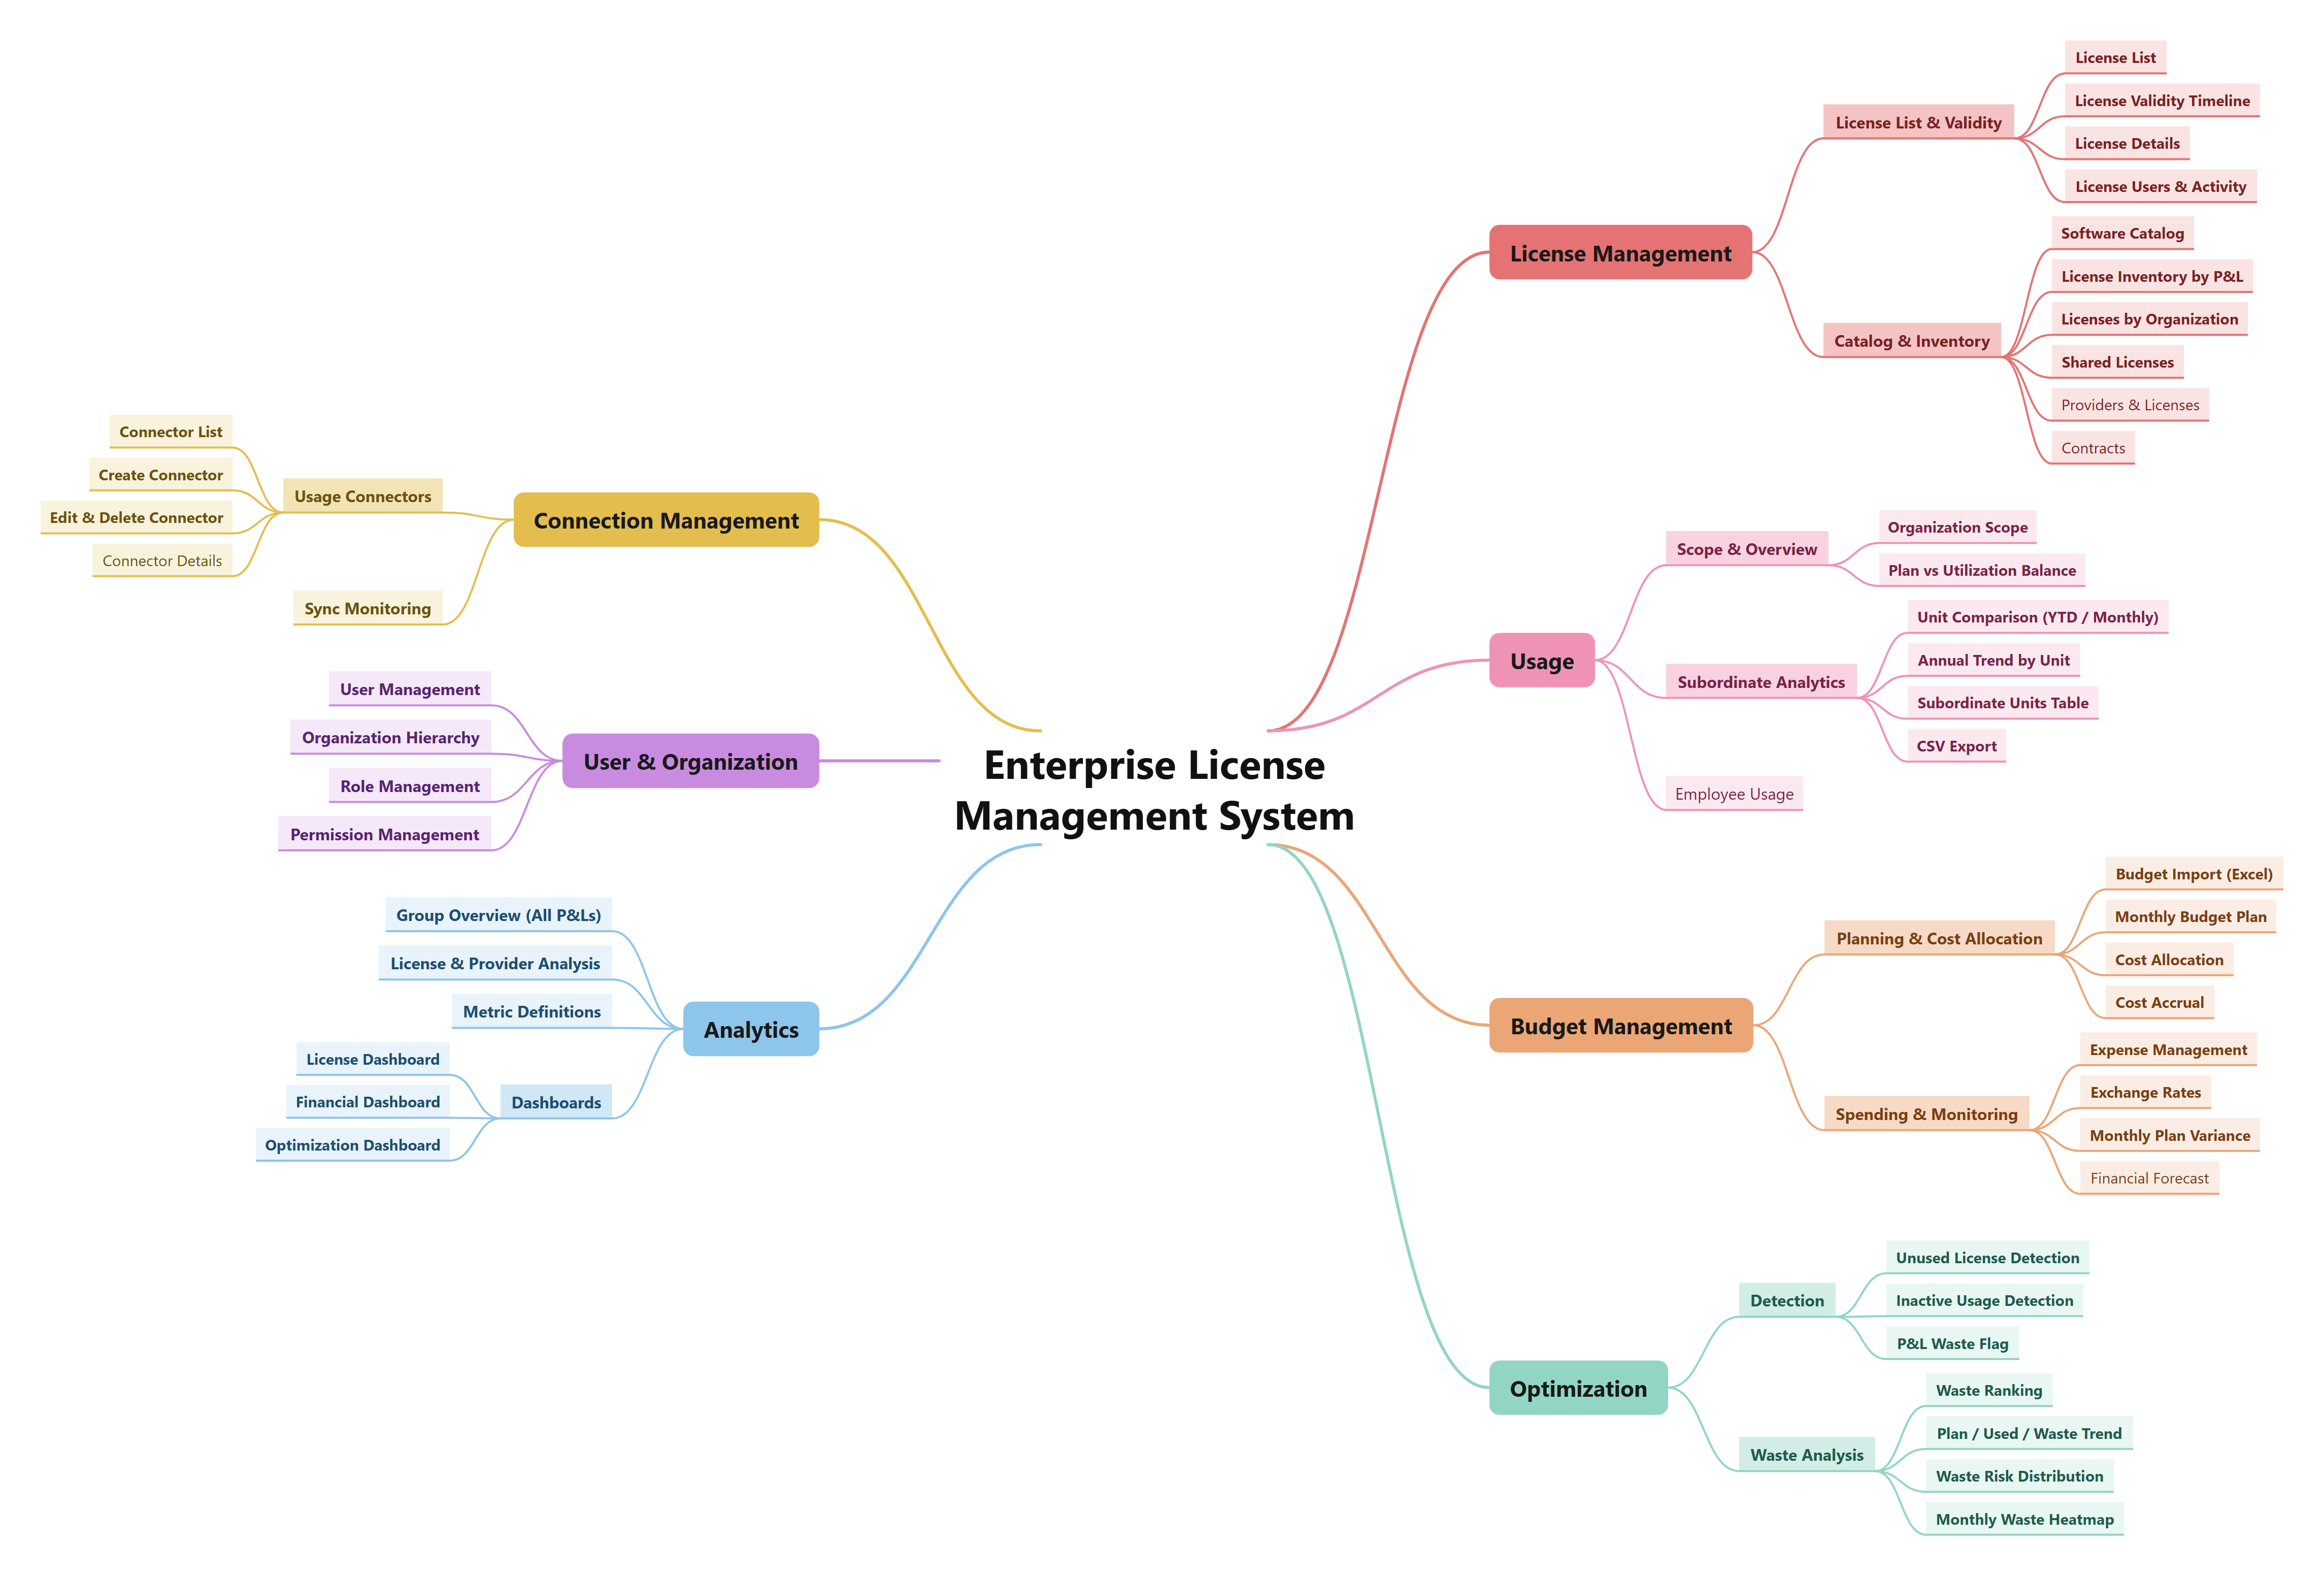 Enterprise License
Management System
License Management
License List & Validity
License List
License Validity Timeline
License Details
License Users & Activity
Catalog & Inventory
Software Catalog
License Inventory by P&L
Licenses by Organization
Shared Licenses
Providers & Licenses
Contracts
Usage
Scope & Overview
Organization Scope
Plan vs Utilization Balance
Subordinate Analytics
Unit Comparison (YTD / Monthly)
Annual Trend by Unit
Subordinate Units Table
CSV Export
Employee Usage
Budget Management
Planning & Cost Allocation
Budget Import (Excel)
Monthly Budget Plan
Cost Allocation
Cost Accrual
Spending & Monitoring
Expense Management
Exchange Rates
Monthly Plan Variance
Financial Forecast
Optimization
Detection
Unused License Detection
Inactive Usage Detection
P&L Waste Flag
Waste Analysis
Waste Ranking
Plan / Used / Waste Trend
Waste Risk Distribution
Monthly Waste Heatmap
Connection Management
Usage Connectors
Connector List
Create Connector
Edit & Delete Connector
Connector Details
Sync Monitoring
User & Organization
User Management
Organization Hierarchy
Role Management
Permission Management
Analytics
Group Overview (All P&Ls)
License & Provider Analysis
Metric Definitions
Dashboards
License Dashboard
Financial Dashboard
Optimization Dashboard